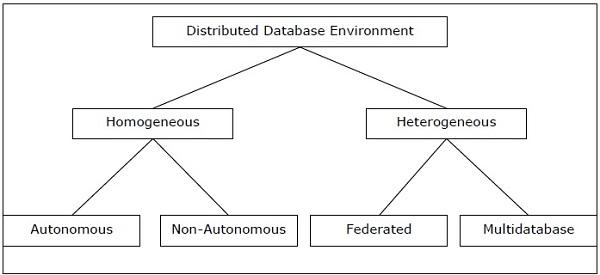 Distributed Database Environment
Homogeneous
Heterogeneous
Autonomous
Non-Autonomous
Federated
Multidatabase